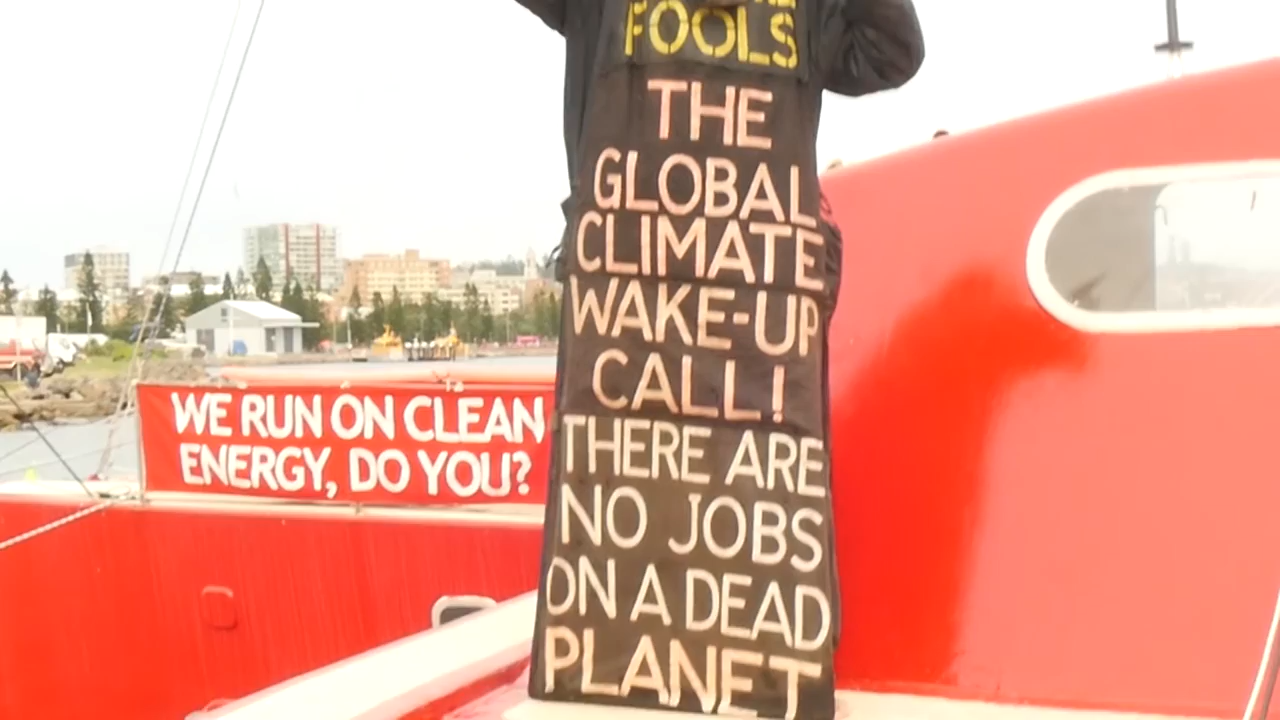 FOOLS
THE
GLOBAL
CLIMATE
WAKE-UP
CALL!
THERE ARE
NO JOBS
ON A DEAD
PLANET
WE RUN ON CLEAN
ENERGY, DO YOU?